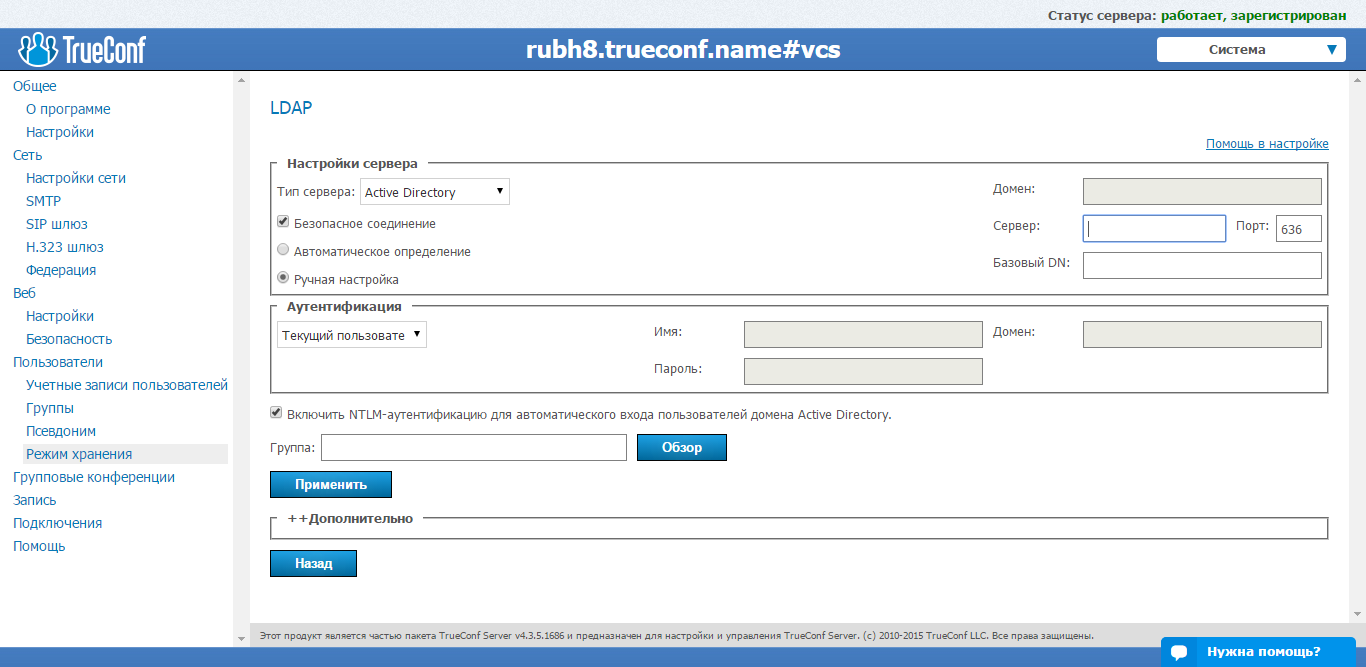 Статус сервера: работает, зарегистрирован
TrueConf
rubh8.trueconf.name#vcs
Система
Общее
О программе
Настройки
Сеть
Настройки сети
SMTP
SIP шлюз
H.323 шлюз
Федерация
Веб
Настройки
Безопасность
Пользователи
Учетные записи пользователей
Группы
Псевдоним
Режим хранения
Групповые конференции
Запись
Подключения
Помощь
LDAP
Помощь в настройке
Настройки сервера
Тип сервера: Active Directory
Безопасное соединение
Автоматическое определение
Ручная настройка
Домен:
Сервер:
Порт: 636
Базовый DN:
Аутентификация
Текущий пользовате
Имя:
Пароль:
Домен:
Включить NTLM-аутентификацию для автоматического входа пользователей домена Active Directory.
Группа:
Обзор
Применить
++Дополнительно
Назад
Этот продукт является частью пакета TrueConf Server v4.3.5.1686 и предназначен для настройки и управления TrueConf Server. (c) 2010-2015 TrueConf LLC. Все права защищены.
Нужна помощь?